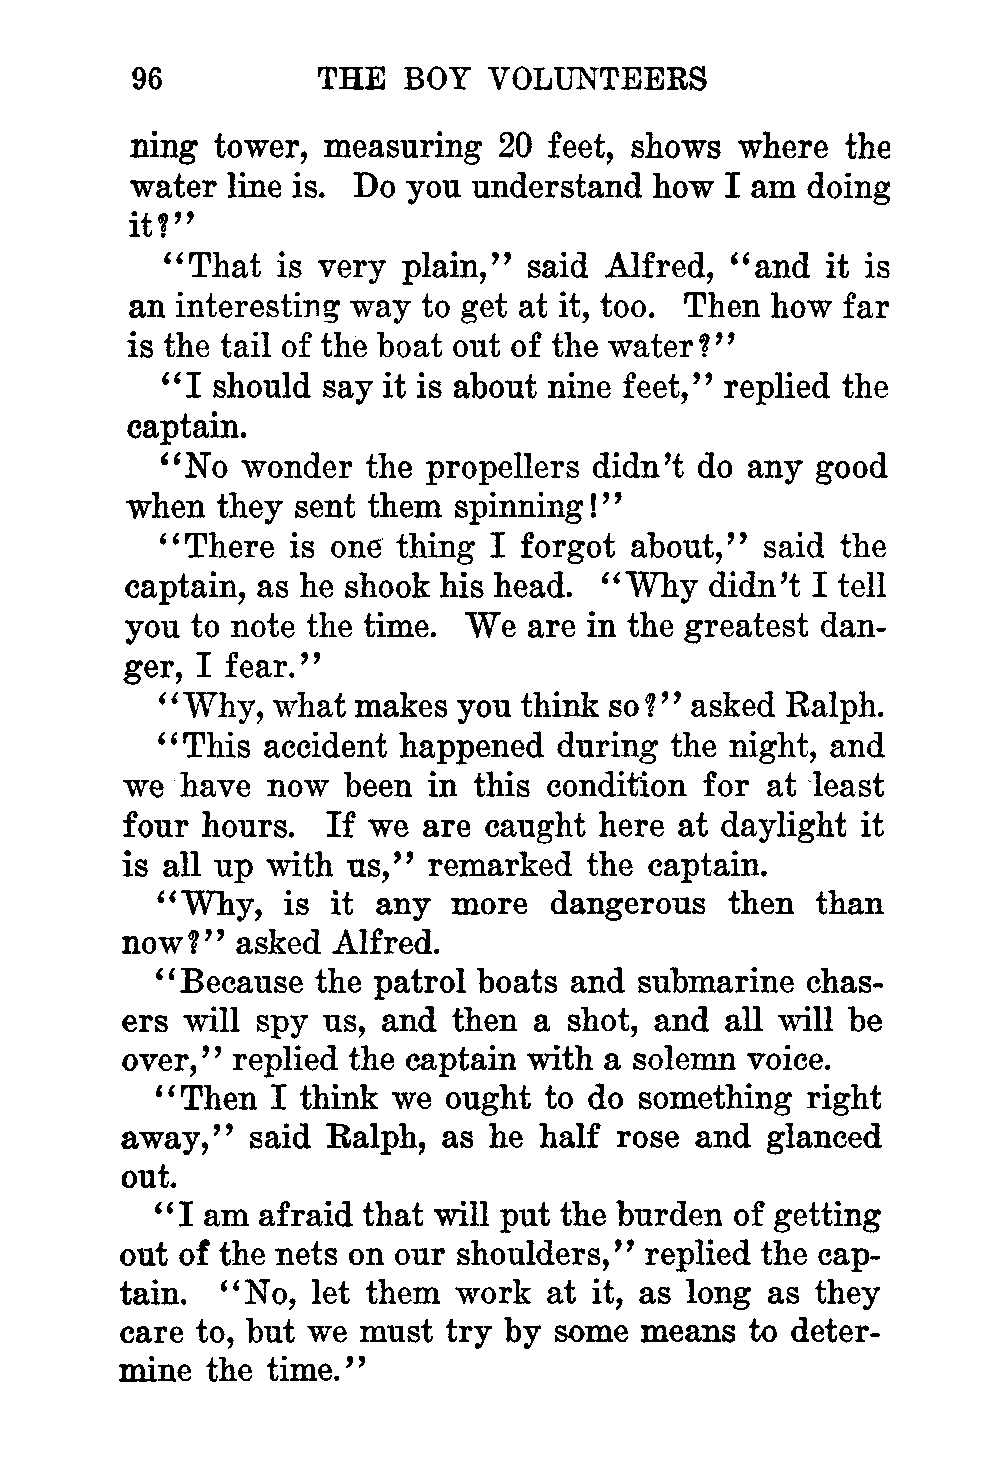 96 THE BOY VOLUNTEERS
ning tower, measuring 20 feet, shows where the
water line is. Do you understand how I am doing
it?"
"That is very plain," said Alfred, "and it is
an interesting way to get at it, too. Then how far
is the tail of the boat out of the water?"
"I should say it is about nine feet," replied the
captain.
"No wonder the propellers didn't do any good
when they sent them spinning!"
"There is one thing I forgot about," said the
captain, as he shook his head. "Why didn't I tell
you to note the time. We are in the greatest dan-
ger, I fear."
"Why, what makes you think so?" asked Ralph.
"This accident happened during the night, and
we have now been in this condition for at least
four hours. If we are caught here at daylight it
is all up with us," remarked the captain.
"Why, is it any more dangerous then than
now?" asked Alfred.
"Because the patrol boats and submarine chas-
ers will spy us, and then a shot, and all will be
over," replied the captain with a solemn voice.
"Then I think we ought to do something right
away," said Ralph, as he half rose and glanced
out.
"I am afraid that will put the burden of getting
out of the nets on our shoulders," replied the cap-
tain. "No, let them work at it, as long as they
care to, but we must try by some means to deter-
mine the time."